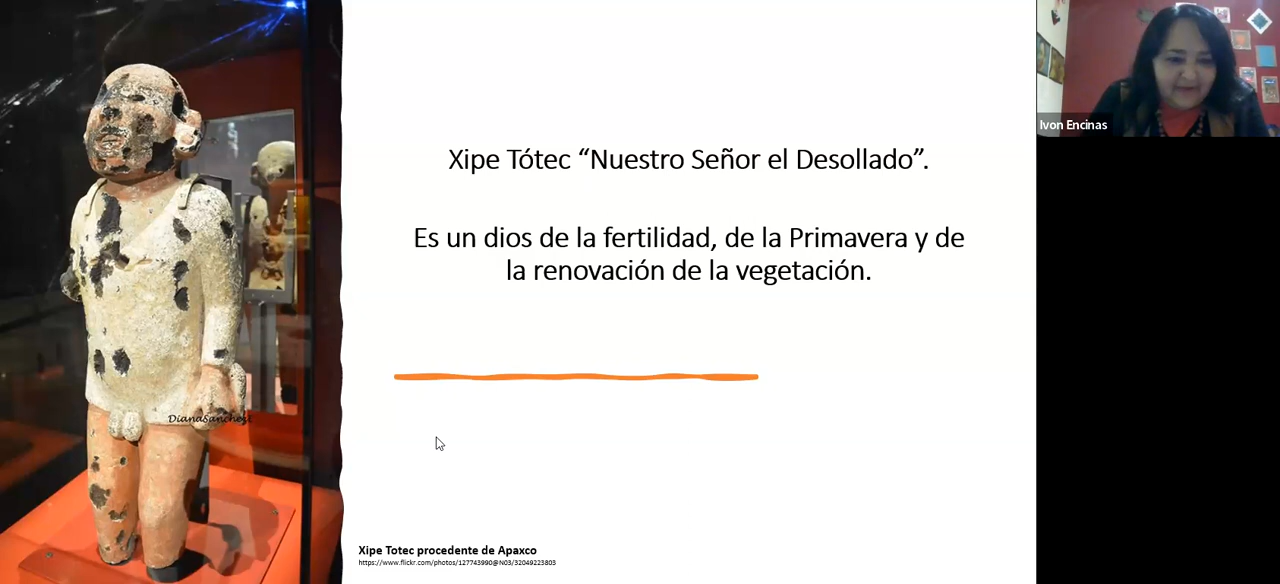 Xipe Tótec “Nuestro Señor el Desollado”.
Es un dios de la fertilidad, de la Primavera y de
la renovación de la vegetación.
DianaSanchez
Xipe Totec procedente de Apaxco
https://www.flickr.com/photos/127743990@N03/32049223803
Ivon Encinas